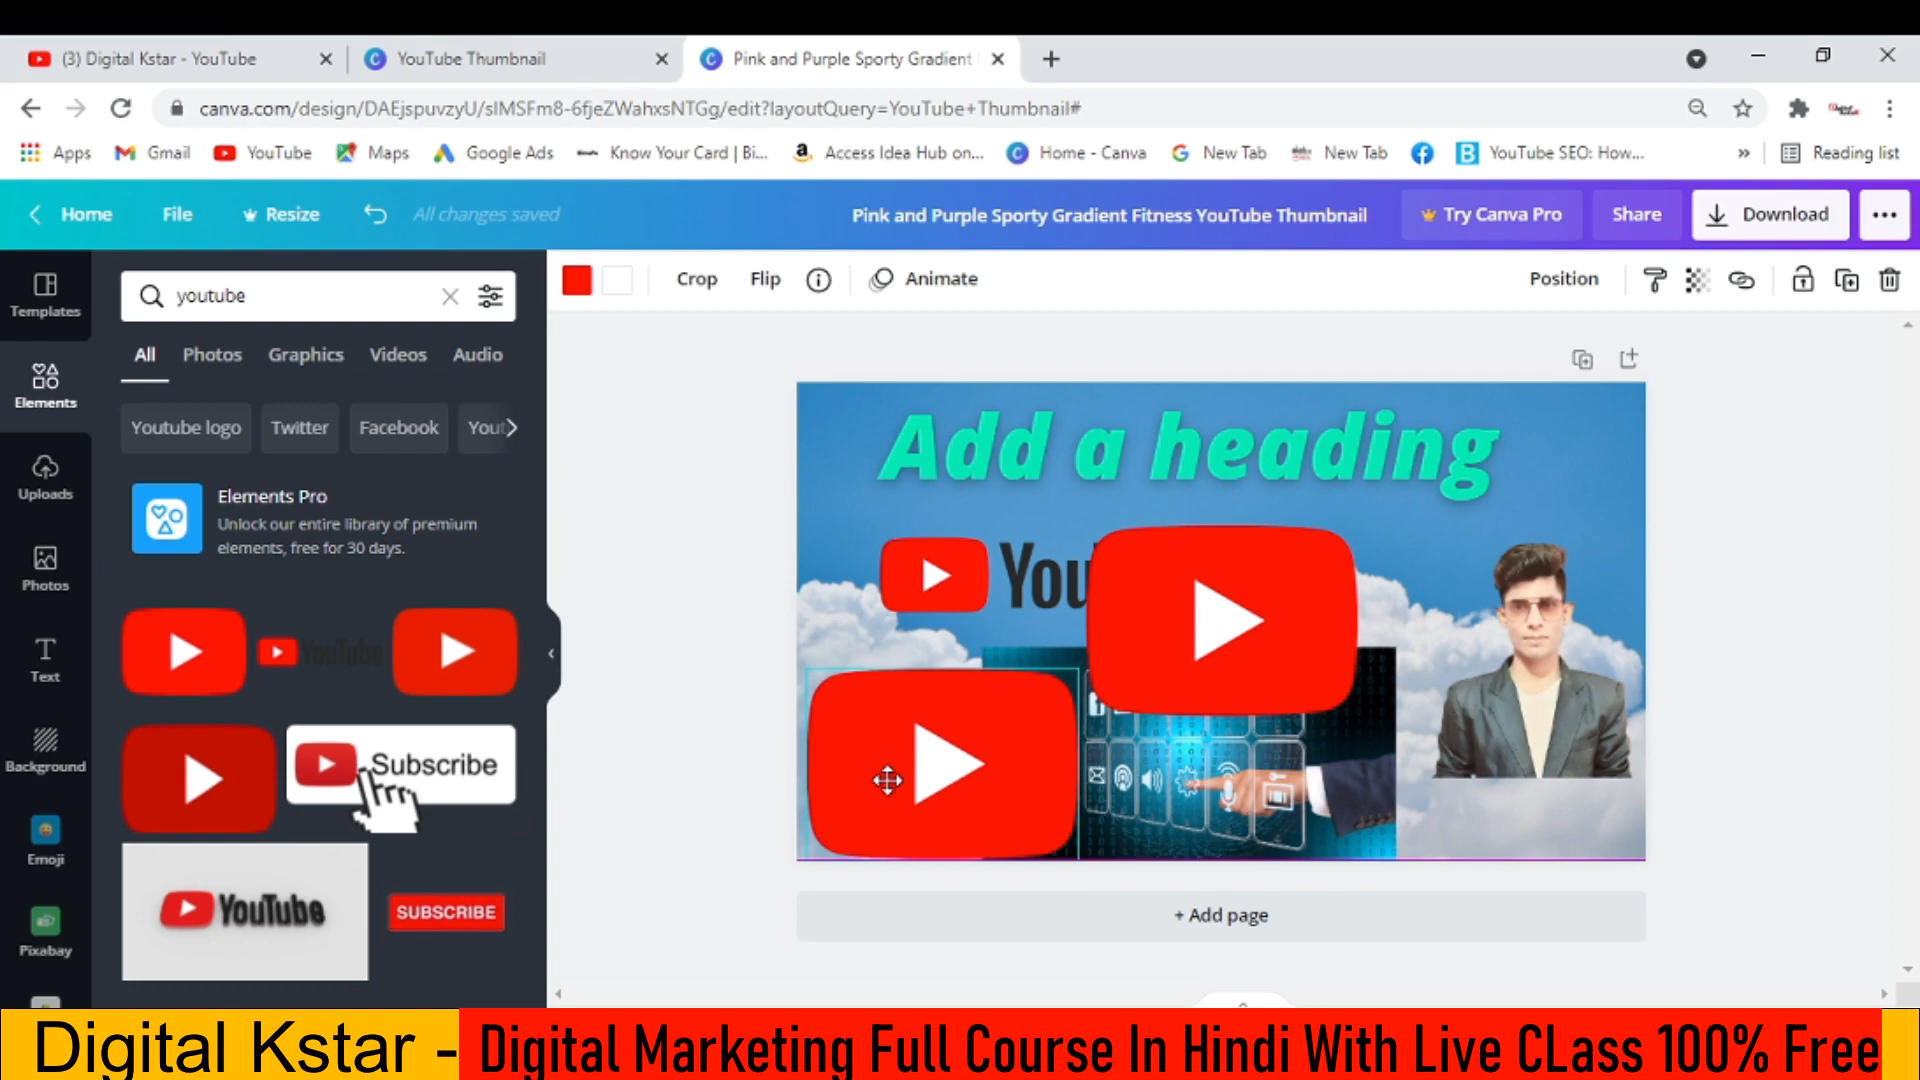 (3) Digital Kstar - YouTube
YouTube Thumbnail
Pink and Purple Sporty Gradient
canva.com/design/DAEjspuvzyU/sIMSFm8-6fjeZWahxsNTGg/edit?layoutQuery=YouTube+Thumbnail#
Apps
Gmail
YouTube
Maps
Google Ads
Know Your Card | Bi...
Access Idea Hub on...
Home - Canva
New Tab
New Tab
YouTube SEO: How...
»
Reading list
Home
File
Resize
All changes saved
Pink and Purple Sporty Gradient Fitness YouTube Thumbnail
Try Canva Pro
Share
Download
Templates
Elements
Uploads
Photos
Text
Background
Emoji
Pixabay
youtube
All
Photos
Graphics
Videos
Audio
Youtube logo
Twitter
Facebook
Yout
Elements Pro
Unlock our entire library of premium
elements, free for 30 days.
YouTube
Subscribe
YouTube
SUBSCRIBE
Crop
Flip
Animate
Position
Add a heading
You
+ Add page
Digital Kstar - Digital Marketing Full Course In Hindi With Live CLass 100% Free